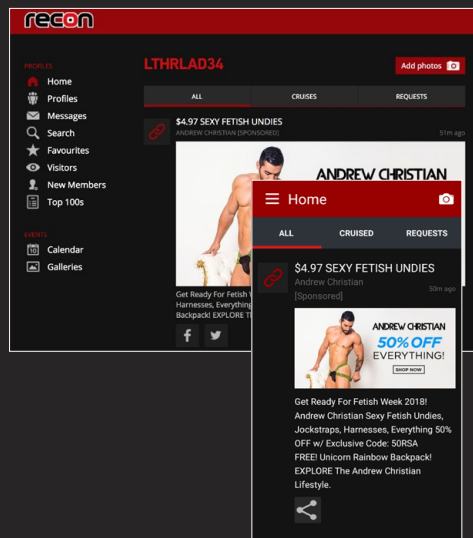 recon
PROFILES
Home
Profiles
Messages
Search
Favourites
Visitors
New Members
Top 100s
EVENTS
10
Calendar
Galleries
LTHRLAD34
Add photos
ALL
CRUISES
REQUESTS
$4.97 SEXY FETISH UNDIES
ANDREW CHRISTIAN [SPONSORED]
51m ago
ANDREW CHRISTIAN
Get Ready For Fetish
Harnesses, Everything
Backpack! EXPLORE The
Home
ALL
CRUISED
REQUESTS
$4.97 SEXY FETISH UNDIES
Andrew Christian
[Sponsored]
50m ago
ANDREW CHRISTIAN
50% OFF
EVERYTHING!
SHOP NOW
Get Ready For Fetish Week 2018!
Andrew Christian Sexy Fetish Undies,
Jockstraps, Harnesses, Everything 50%
OFF w/ Exclusive Code: 50RSA
FREE! Unicorn Rainbow Backpack!
EXPLORE The Andrew Christian
Lifestyle.